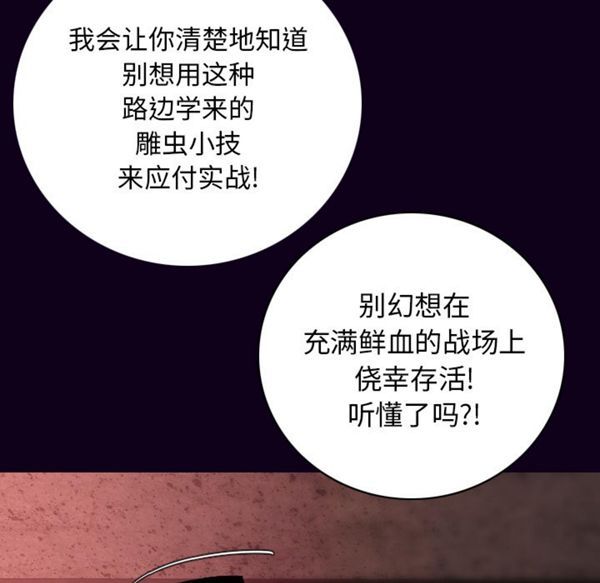 我会让你清楚地知道
别想用这种
路边学来的
雕虫小技
来应付实战!
别幻想在
充满鲜血的战场上
侥幸存活!
听懂了吗?!